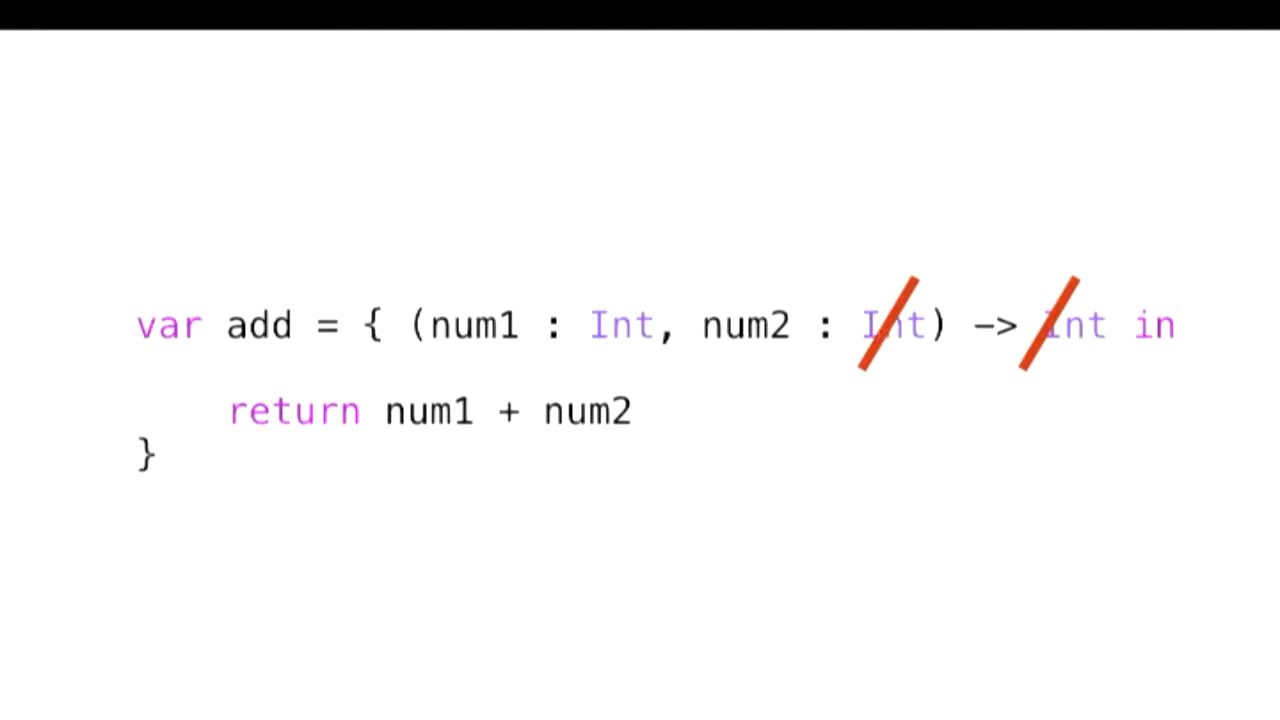 var add = { (num1 : Int, num2 : Int) -> Int in
return num1 + num2
}